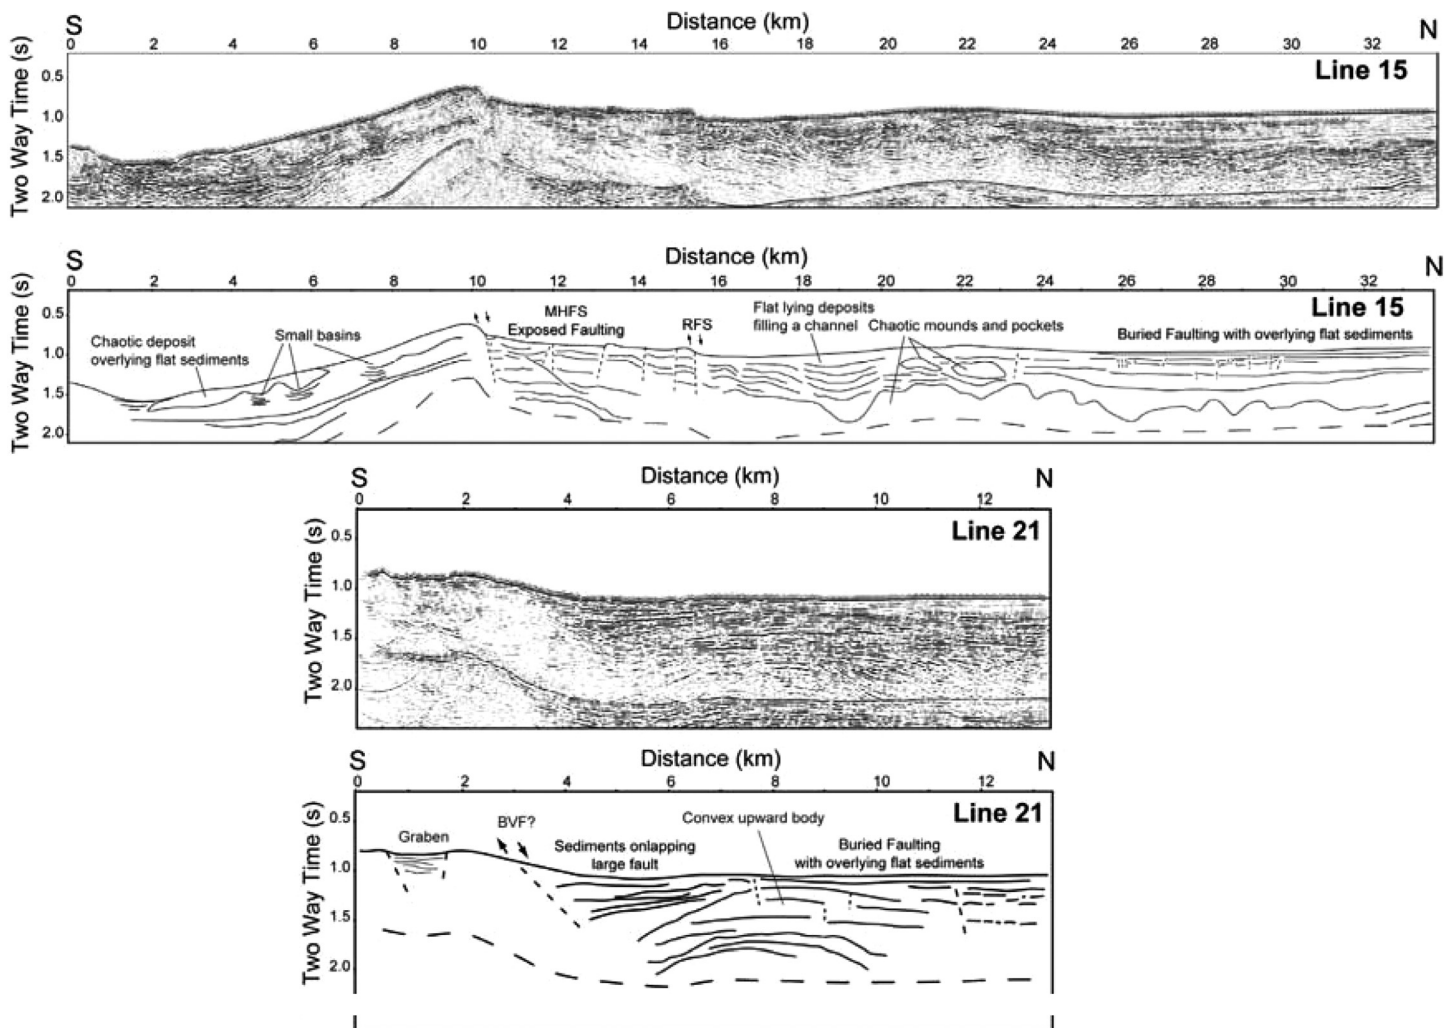 S
Distance (km)
N
0 2 4 6 8 10 12 14 16 18 20 22 24 26 28 30 32
Two Way Time (s)
0.5
1.0
1.5
2.0
Line 15
S
Distance (km)
N
0 2 4 6 8 10 12 14 16 18 20 22 24 26 28 30 32
Two Way Time (s)
0.5
1.0
1.5
2.0
Line 15
Chaotic deposit
overlying flat sediments
Small basins
MHFS
Exposed Faulting
RFS
Flat lying deposits
filling a channel
Chaotic mounds and pockets
Buried Faulting with overlying flat sediments
S
Distance (km)
N
0 2 4 6 8 10 12
Two Way Time (s)
0.5
1.0
1.5
2.0
Line 21
S
Distance (km)
N
0 2 4 6 8 10 12
Two Way Time (s)
0.5
1.0
1.5
2.0
Line 21
Graben
BVF?
Sediments onlapping
large fault
Convex upward body
Buried Faulting
with overlying flat sediments